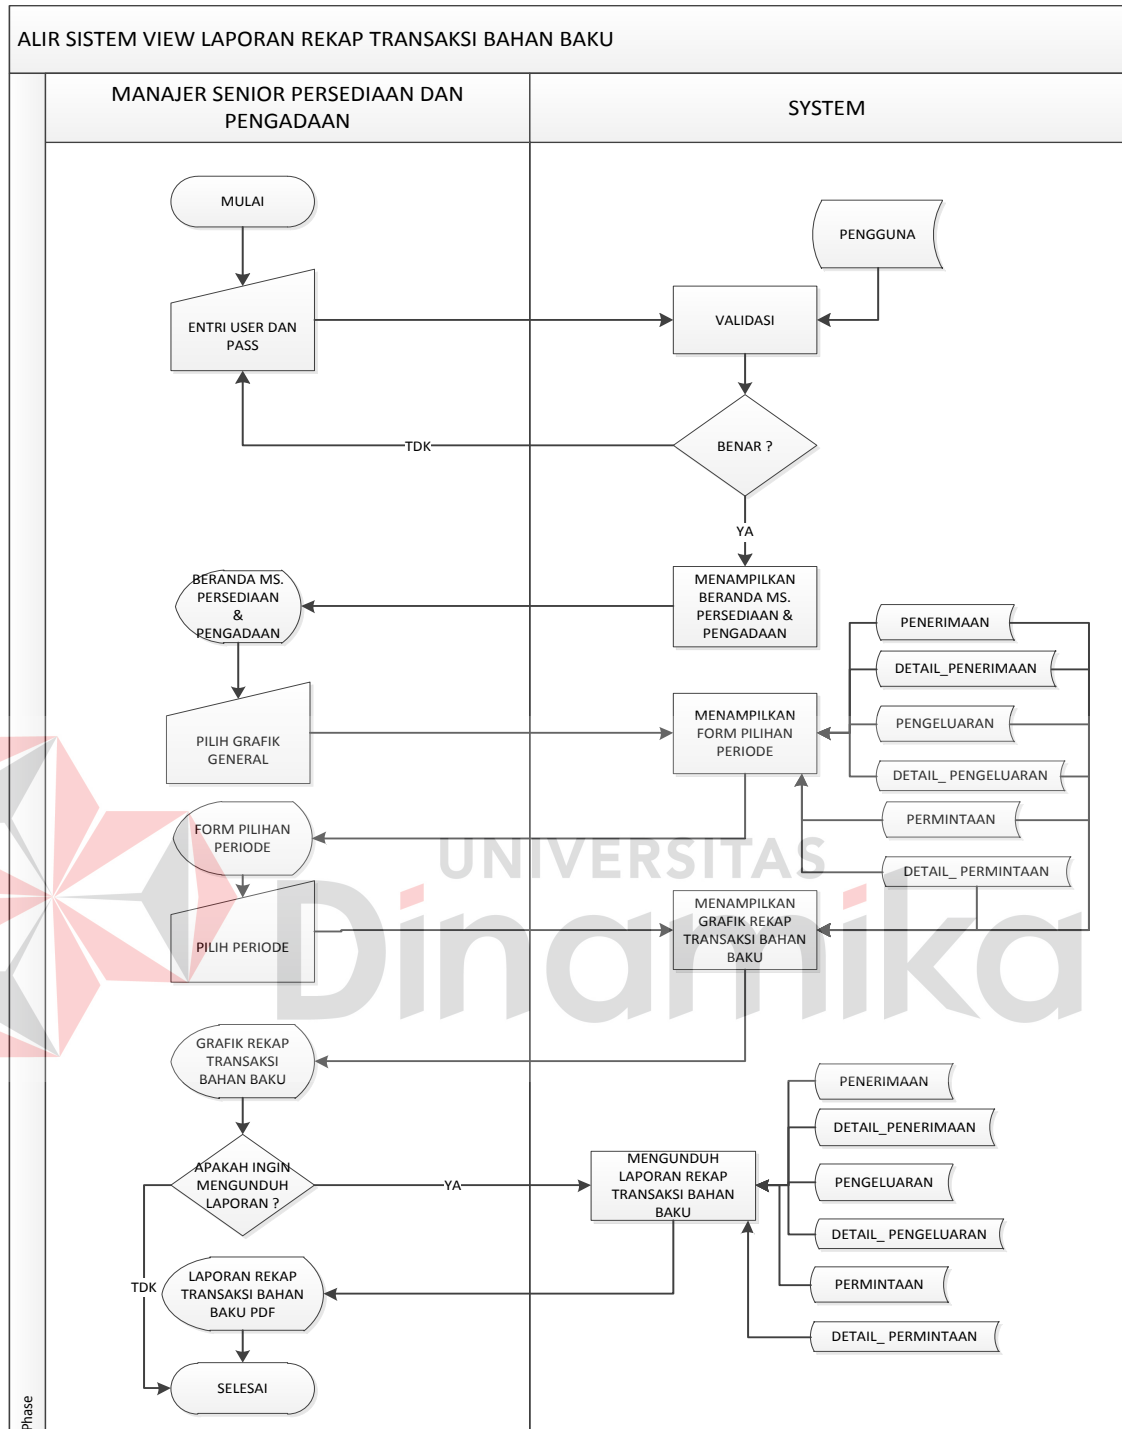 ALIR SISTEM VIEW LAPORAN REKAP TRANSAKSI BAHAN BAKU
MANAJER SENIOR PERSEDIAAN DAN
PENGADAAN
SYSTEM
MULAI
PENGGUNA
ENTRI USER DAN
PASS
VALIDASI
TDK
BENAR ?
YA
BERANDA MS.
PERSEDIAAN
&
PENGADAAN
MENAMPILKAN
BERANDA MS.
PERSEDIAAN &
PENGADAAN
PENERIMAAN
DETAIL_PENERIMAAN
PILIH GRAFIK
GENERAL
MENAMPILKAN
FORM PILIHAN
PERIODE
PENGELUARAN
DETAIL_ PENGELUARAN
FORM PILIHAN
PERIODE
PERMINTAAN
UNIVERSITAS
Dinamika
DETAIL_ PERMINTAAN
PILIH PERIODE
MENAMPILKAN
GRAFIK REKAP
TRANSAKSI BAHAN
BAKU
GRAFIK REKAP
TRANSAKSI
BAHAN BAKU
PENERIMAAN
DETAIL_PENERIMAAN
APAKAH INGIN
MENGUNDUH
LAPORAN ?
YA
MENGUNDUH
LAPORAN REKAP
TRANSAKSI BAHAN
BAKU
PENGELUARAN
DETAIL_ PENGELUARAN
TDK
LAPORAN REKAP
TRANSAKSI BAHAN
BAKU PDF
PERMINTAAN
DETAIL_ PERMINTAAN
SELESAI
Phase